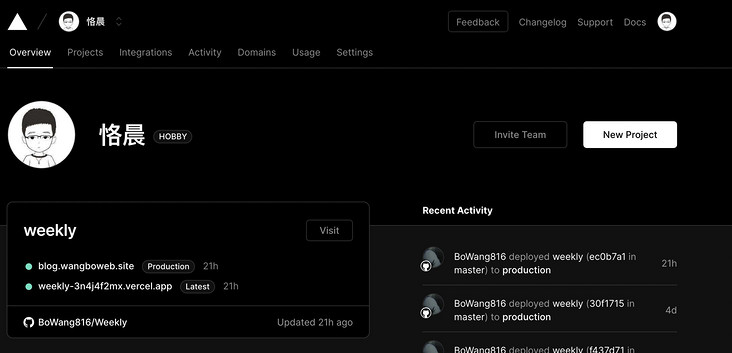 恪晨
Feedback Changelog Support Docs
Overview Projects Integrations Activity Domains Usage Settings
恪晨 HOBBY
Invite Team New Project
weekly Visit
blog.wangboweb.site Production 21h
weekly-3n4j4f2mx.vercel.app Latest 21h
BoWang816/Weekly Updated 21h ago
Recent Activity
BoWang816 deployed weekly (ec0b7a1 in
master) to production
21h
BoWang816 deployed weekly (30f1715 in
master) to production
4d
BoWang816 deployed weekly (f437d71 in